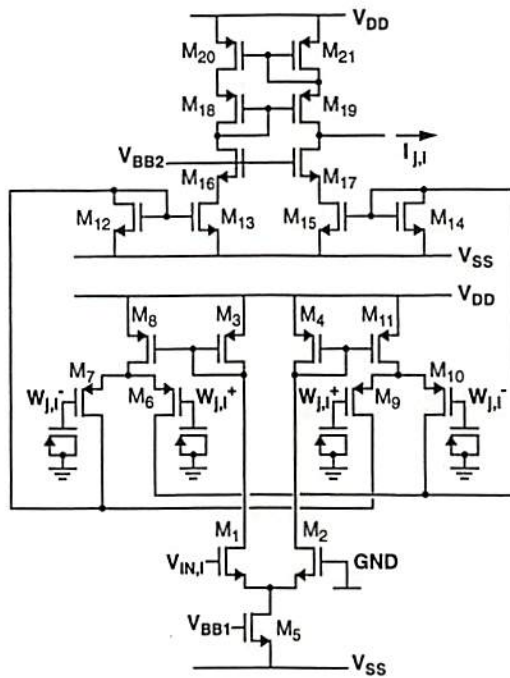 V_DD
M_20 M_21
M_18 M_19
I_j,i
V_BB2
M_16 M_17
M_12 M_13 M_15 M_14
V_SS
V_DD
M_8 M_3 M_4 M_11
M_7 M_10
W_j,i^- M_6 W_j,i^+ W_j,i^+ M_9 W_j,i^-
M_1 M_2
V_IN,i GND
V_BB1 M_5
V_SS